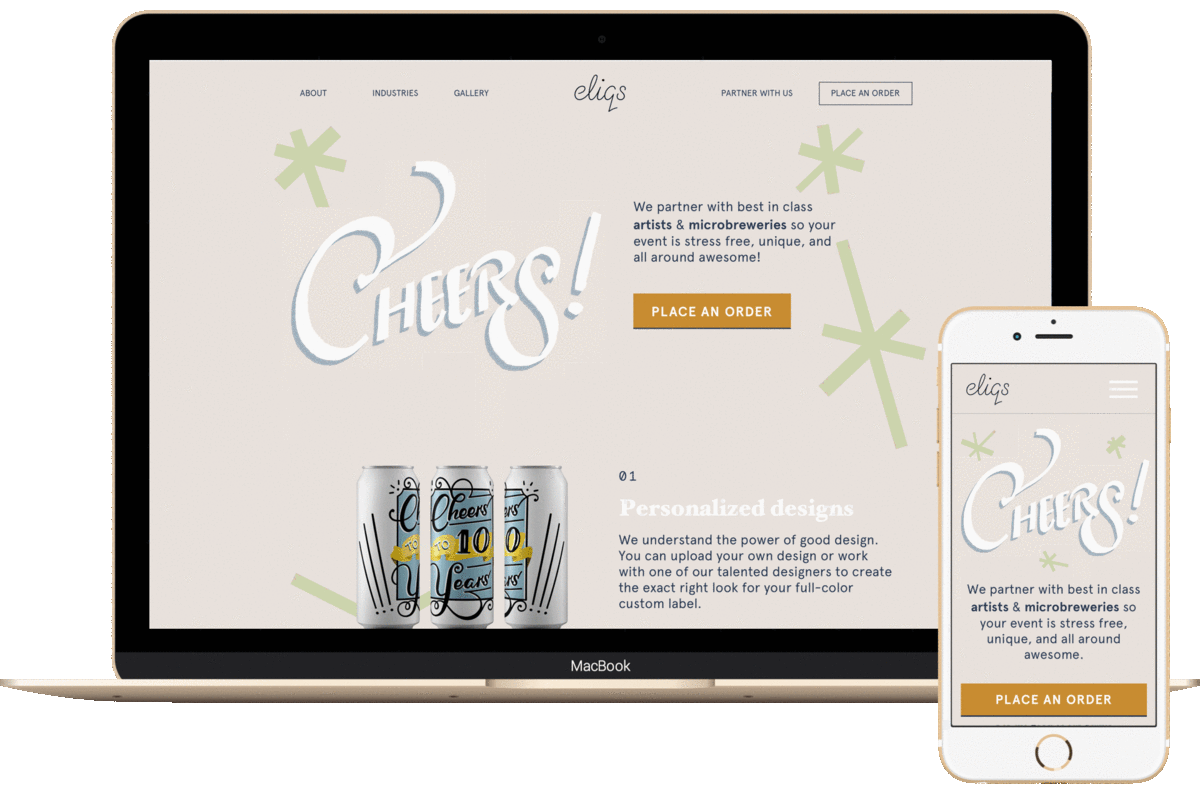 ABOUT INDUSTRIES GALLERY eliqs PARTNER WITH US PLACE AN ORDER
CHEERS!
We partner with best in class
artists & microbreweries so your
event is stress free, unique, and
all around awesome!
PLACE AN ORDER
01
Personalized designs
We understand the power of good design.
You can upload your own design or work
with one of our talented designers to create
the exact right look for your full-color
custom label.
Cheers
TO 10
Years
MacBook
eliqs
CHEERS!
We partner with best in class
artists & microbreweries so
your event is stress free,
unique, and all around
awesome.
PLACE AN ORDER